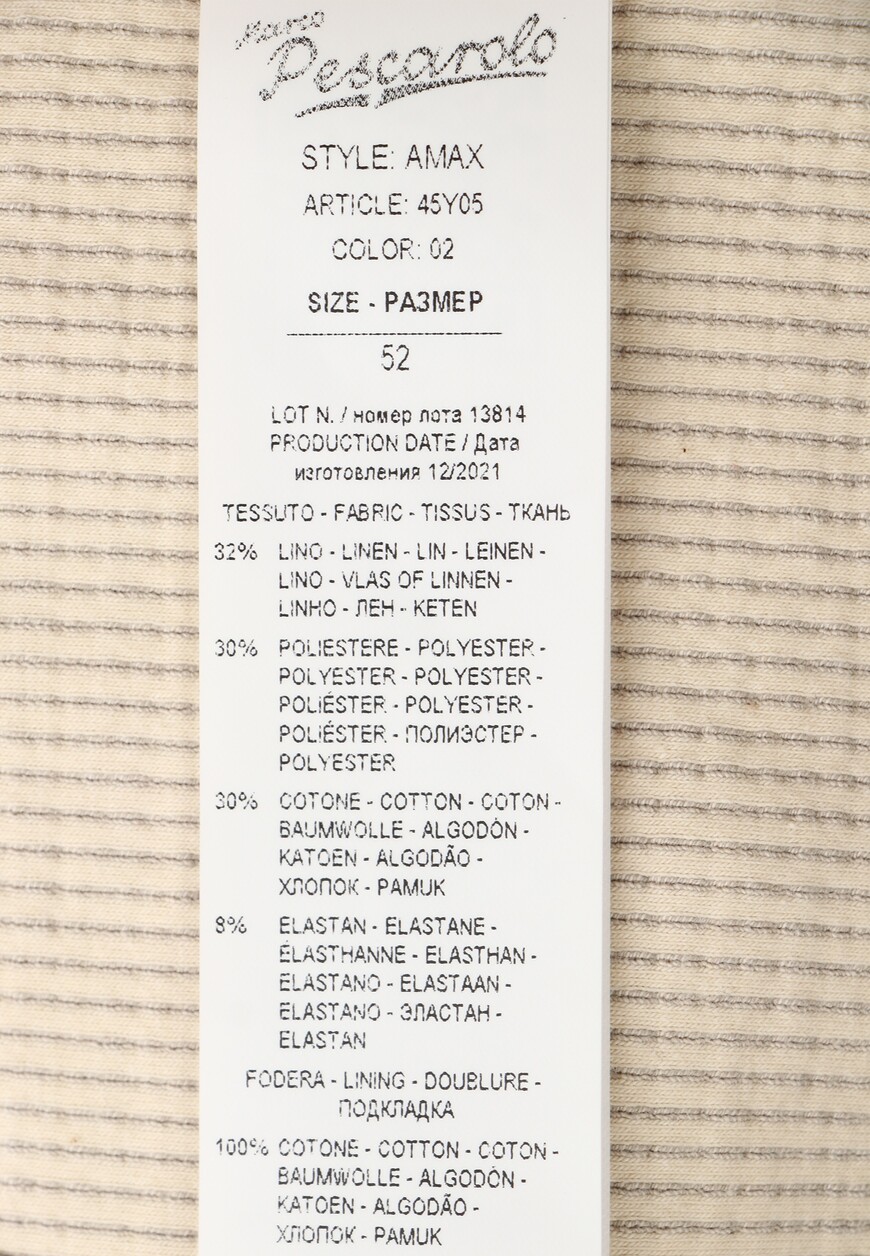 Marco
Pescarolo
STYLE: AMAX
ARTICLE: 45Y05
COLOR: 02
SIZE - РАЗМЕР
52
LOT N. / номер лота 13814
PRODUCTION DATE / Дата
изготовления 12/2021
TESSUTO - FABRIC - TISSUS - ТКАНЬ
32% LINO - LINEN - LIN - LEINEN -
LINO - VLAS OF LINNEN -
LINHO - ЛЕН - KETEN
30% POLIESTERE - POLYESTER -
POLYESTER - POLYESTER -
POLIÉSTER - POLYESTER -
POLIÉSTER - ПОЛИЭСТЕР -
POLYESTER
30% COTONE - COTTON - COTON -
BAUMWOLLE - ALGODÓN -
KATOEN - ALGODÃO -
ХЛОПОК - PAMUK
8% ELASTAN - ELASTANE -
ÉLASTHANNE - ELASTHAN -
ELASTANO - ELASTAAN -
ELASTANO - ЭЛАСТАН -
ELASTAN
FODERA - LINING - DOUBLURE -
ПОДКЛАДКА
100% COTONE - COTTON - COTON -
BAUMWOLLE - ALGODÓN -
KATOEN - ALGODÃO -
ХЛОПОК - PAMUK